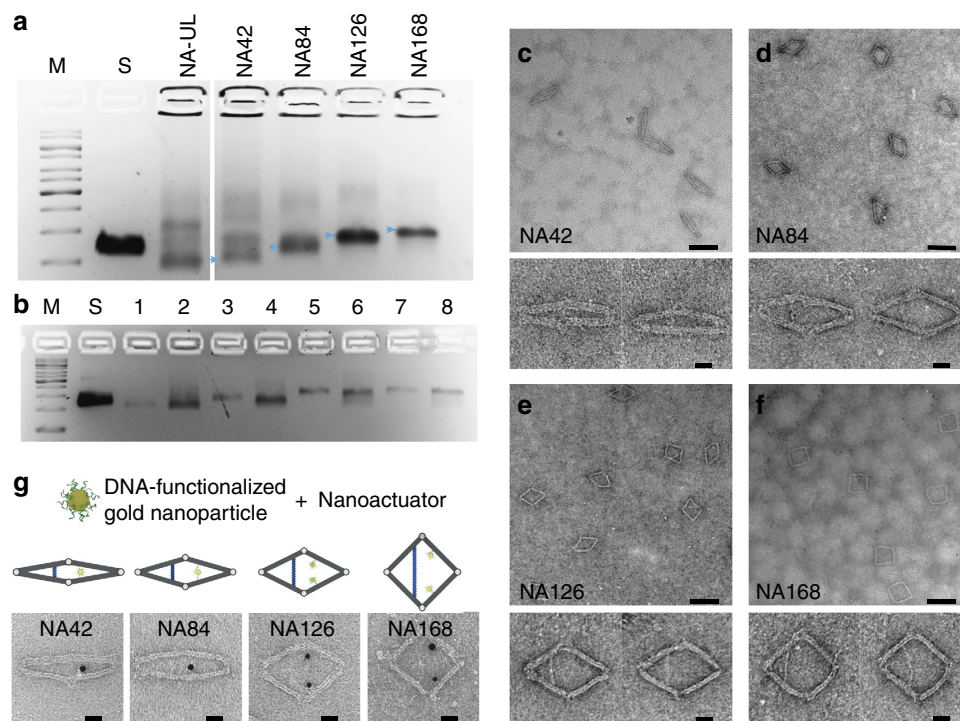 a
M S NA-UL NA42 NA84 NA126 NA168
b
M S 1 2 3 4 5 6 7 8
c
NA42
d
NA84
e
NA126
f
NA168
g
DNA-functionalized
gold nanoparticle + Nanoactuator
NA42 NA84 NA126 NA168